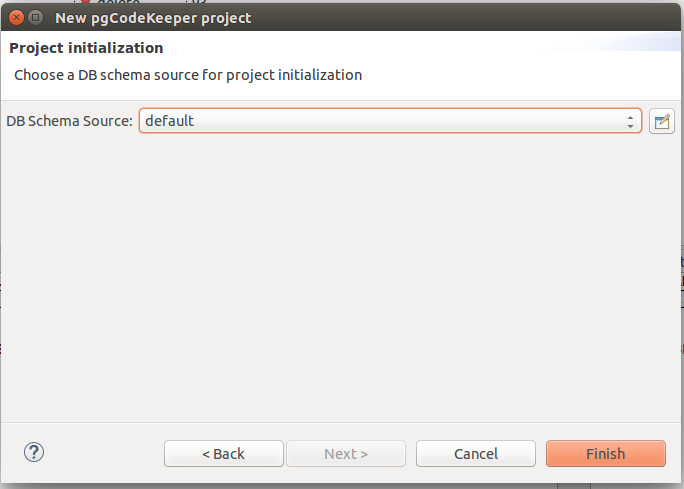 New pgCodeKeeper project
Project initialization
Choose a DB schema source for project initialization
DB Schema Source: default
< Back Next > Cancel Finish